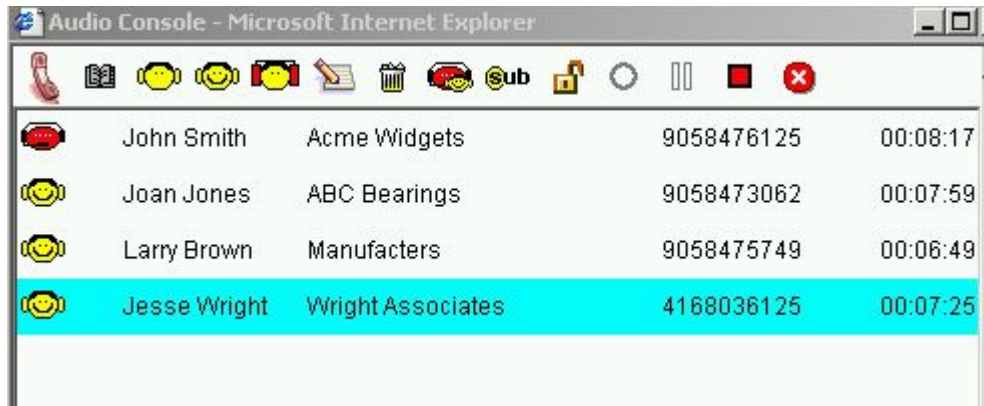 Audio Console - Microsoft Internet Explorer
Sub
John Smith Acme Widgets 9058476125 00:08:17
Joan Jones ABC Bearings 9058473062 00:07:59
Larry Brown Manufacters 9058475749 00:06:49
Jesse Wright Wright Associates 4168036125 00:07:25